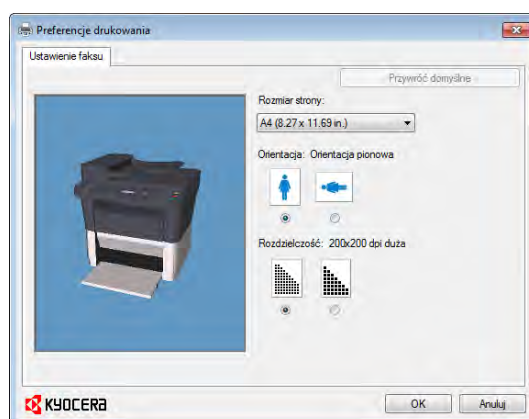 Preferencje drukowania
Ustawienie faksu
Przywróć domyślne
Rozmiar strony:
A4 (8.27 x 11.69 in.)
Orientacja: Orientacja pionowa
Rozdzielczość: 200x200 dpi duża
KYOCERA
OK Anuluj